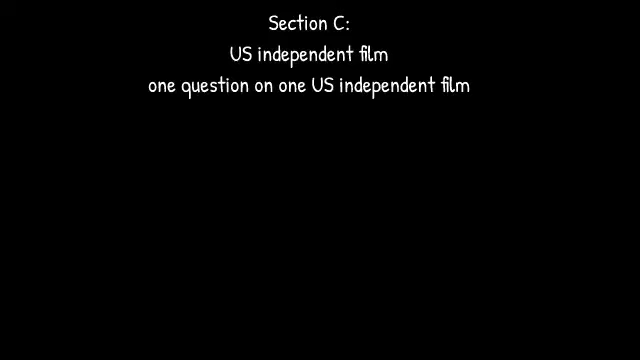 Section C:
US independent film
one question on one US independent film